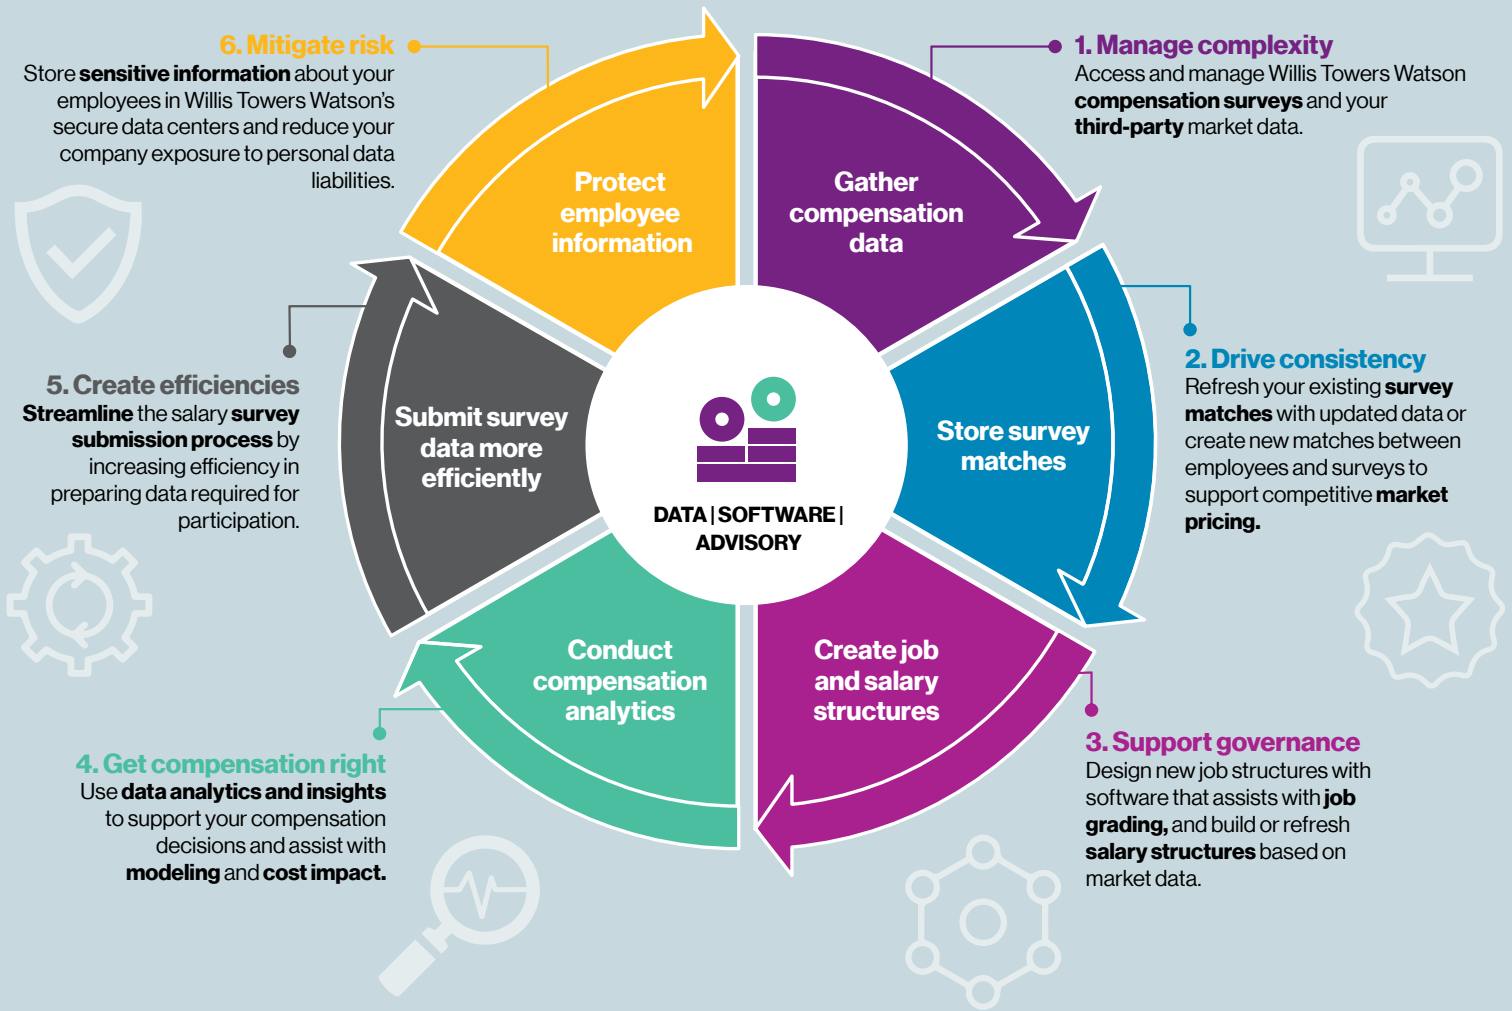 6. Mitigate risk
Store sensitive information about your
employees in Willis Towers Watson's
secure data centers and reduce your
company exposure to personal data
liabilities.
1. Manage complexity
Access and manage Willis Towers Watson
compensation surveys and your
third-party market data.
Protect
employee
information
Gather
compensation
data
5. Create efficiencies
Streamline the salary survey
submission process by
increasing efficiency in
preparing data required for
participation.
Submit survey
data more
efficiently
Store survey
matches
2. Drive consistency
Refresh your existing survey
matches with updated data or
create new matches between
employees and surveys to
support competitive market
pricing.
DATA | SOFTWARE |
ADVISORY
Conduct
compensation
analytics
Create job
and salary
structures
4. Get compensation right
Use data analytics and insights
to support your compensation
decisions and assist with
modeling and cost impact.
3. Support governance
Design new job structures with
software that assists with job
grading, and build or refresh
salary structures based on
market data.